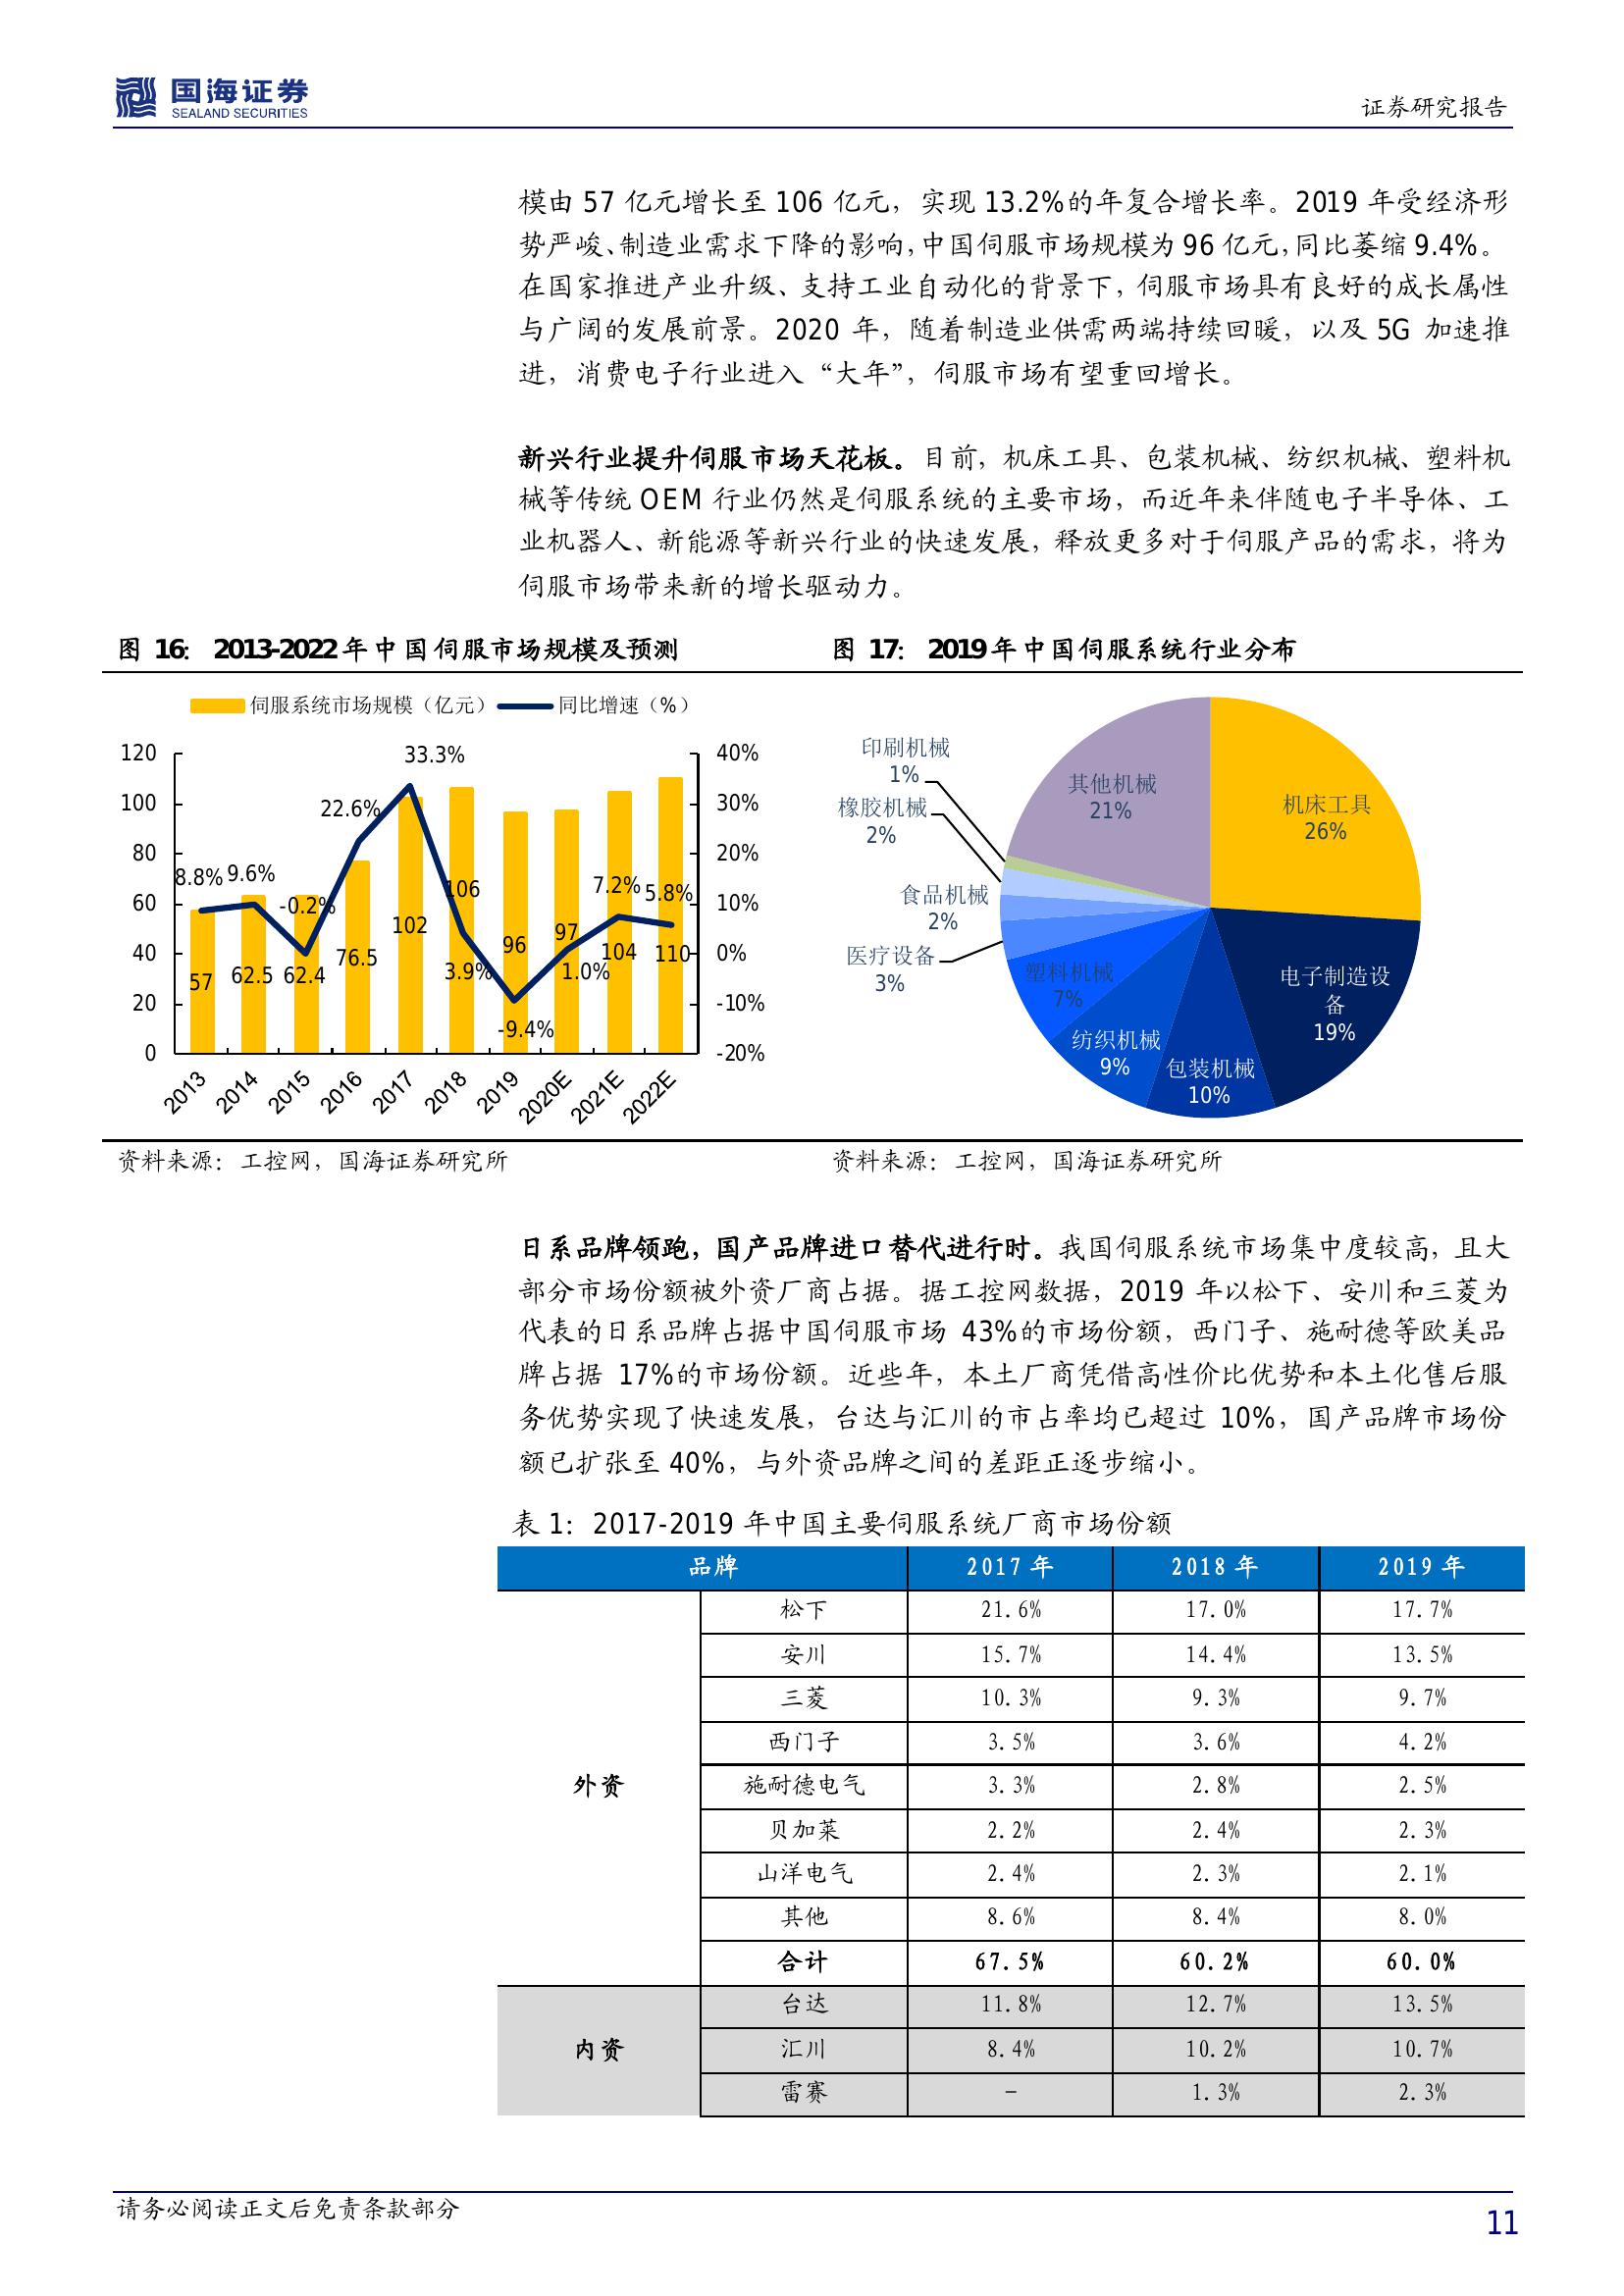 国海证券
SEALAND SECURITIES
证券研究报告
模由 57 亿元增长至 106 亿元，实现 13.2%的年复合增长率。2019 年受经济形
势严峻、制造业需求下降的影响，中国伺服市场规模为 96 亿元，同比萎缩 9.4%。
在国家推进产业升级、支持工业自动化的背景下，伺服市场具有良好的成长属性
与广阔的发展前景。2020 年，随着制造业供需两端持续回暖，以及 5G 加速推
进，消费电子行业进入“大年”，伺服市场有望重回增长。
新兴行业提升伺服市场天花板。目前，机床工具、包装机械、纺织机械、塑料机
械等传统 OEM 行业仍然是伺服系统的主要市场，而近年来伴随电子半导体、工
业机器人、新能源等新兴行业的快速发展，释放更多对于伺服产品的需求，将为
伺服市场带来新的增长驱动力。
图 16： 2013-2022年中国伺服市场规模及预测
伺服系统市场规模（亿元） 同比增速（%）
120
100
80
60
40
20
0
40%
30%
20%
10%
0%
-10%
-20%
8.8% 9.6% -0.2% 22.6% 33.3% 3.9% -9.4% 1.0% 7.2% 5.8%
57 62.5 62.4 76.5 102 106 96 97 104 110
2013 2014 2015 2016 2017 2018 2019 2020E 2021E 2022E
资料来源：工控网，国海证券研究所
图 17： 2019年中国伺服系统行业分布
机床工具
26%
电子制造设
备
19%
包装机械
10%
纺织机械
9%
塑料机械
7%
医疗设备
3%
食品机械
2%
橡胶机械
2%
印刷机械
1%
其他机械
21%
资料来源：工控网，国海证券研究所
日系品牌领跑，国产品牌进口替代进行时。我国伺服系统市场集中度较高，且大
部分市场份额被外资厂商占据。据工控网数据，2019 年以松下、安川和三菱为
代表的日系品牌占据中国伺服市场 43%的市场份额，西门子、施耐德等欧美品
牌占据 17%的市场份额。近些年，本土厂商凭借高性价比优势和本土化售后服
务优势实现了快速发展，台达与汇川的市占率均已超过 10%，国产品牌市场份
额已扩张至 40%，与外资品牌之间的差距正逐步缩小。
表 1：2017-2019 年中国主要伺服系统厂商市场份额
品牌 2017 年 2018 年 2019 年
外资
松下 21.6% 17.0% 17.7%
安川 15.7% 14.4% 13.5%
三菱 10.3% 9.3% 9.7%
西门子 3.5% 3.6% 4.2%
施耐德电气 3.3% 2.8% 2.5%
贝加莱 2.2% 2.4% 2.3%
山洋电气 2.4% 2.3% 2.1%
其他 8.6% 8.4% 8.0%
合计 67.5% 60.2% 60.0%
内资
台达 11.8% 12.7% 13.5%
汇川 8.4% 10.2% 10.7%
雷赛 - 1.3% 2.3%
请务必阅读正文后免责条款部分
11